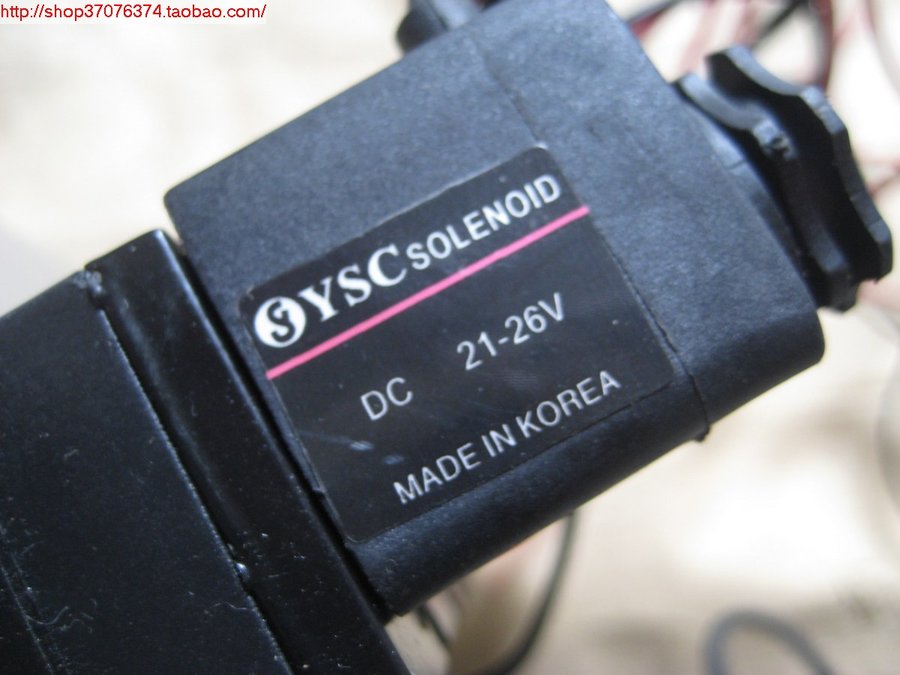 http://shop37076374.taobao.com/
YSC SOLENOID
DC 21-26V
MADE IN KOREA